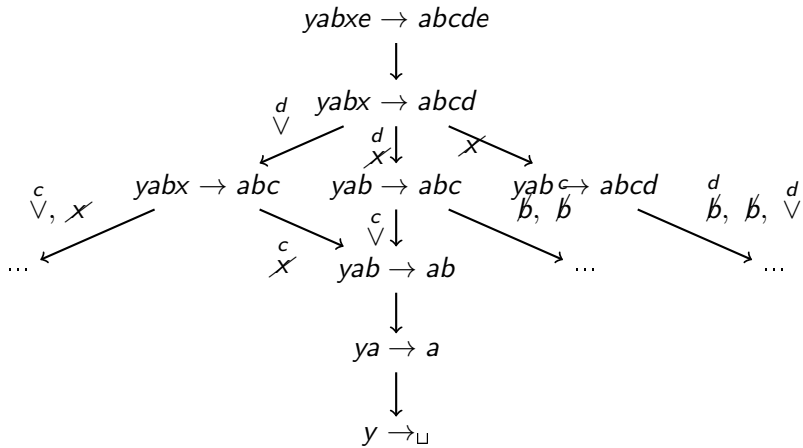 yabxe → abcde
yabx → abcd
d
∨
d
x̸
x̸
yabx → abc
yab → abc
yab → abcd
c
∨, x̸
c
b̸, b̸
d
d
b̸, b̸, ∨
c
x̸
c
∨
...
yab → ab
...
...
ya → a
y → ␣